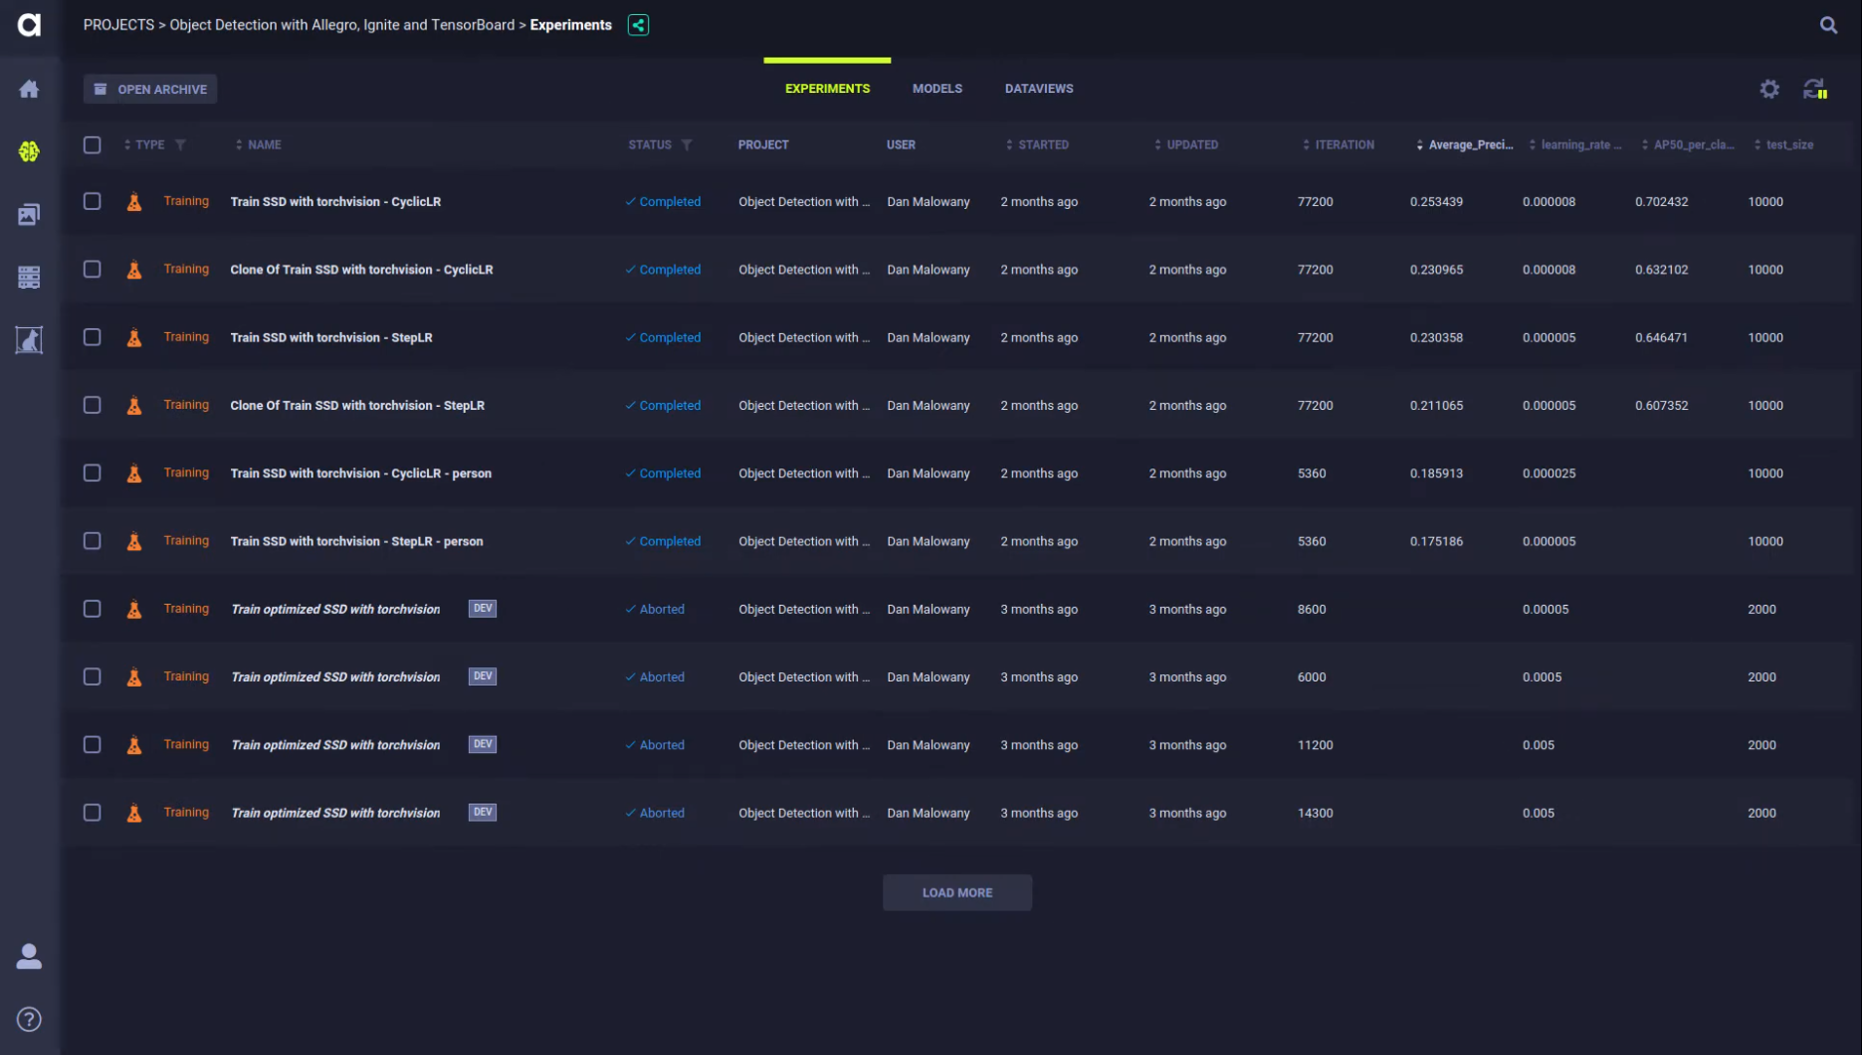 PROJECTS > Object Detection with Allegro, Ignite and TensorBoard > Experiments
OPEN ARCHIVE EXPERIMENTS MODELS DATAVIEWS
TYPE NAME STATUS PROJECT USER STARTED UPDATED ITERATION Average_Preci... learning_rate ... AP50_per_cla... test_size
Training Train SSD with torchvision - CyclicLR Completed Object Detection with ... Dan Malowany 2 months ago 2 months ago 77200 0.253439 0.000008 0.702432 10000
Training Clone Of Train SSD with torchvision - CyclicLR Completed Object Detection with ... Dan Malowany 2 months ago 2 months ago 77200 0.230965 0.000008 0.632102 10000
Training Train SSD with torchvision - StepLR Completed Object Detection with ... Dan Malowany 2 months ago 2 months ago 77200 0.230358 0.000005 0.646471 10000
Training Clone Of Train SSD with torchvision - StepLR Completed Object Detection with ... Dan Malowany 2 months ago 2 months ago 77200 0.211065 0.000005 0.607352 10000
Training Train SSD with torchvision - CyclicLR - person Completed Object Detection with ... Dan Malowany 2 months ago 2 months ago 5360 0.185913 0.000025 10000
Training Train SSD with torchvision - StepLR - person Completed Object Detection with ... Dan Malowany 2 months ago 2 months ago 5360 0.175186 0.000005 10000
Training Train optimized SSD with torchvision DEV Aborted Object Detection with ... Dan Malowany 3 months ago 3 months ago 8600 0.00005 2000
Training Train optimized SSD with torchvision DEV Aborted Object Detection with ... Dan Malowany 3 months ago 3 months ago 6000 0.0005 2000
Training Train optimized SSD with torchvision DEV Aborted Object Detection with ... Dan Malowany 3 months ago 3 months ago 11200 0.005 2000
Training Train optimized SSD with torchvision DEV Aborted Object Detection with ... Dan Malowany 3 months ago 3 months ago 14300 0.005 2000
LOAD MORE